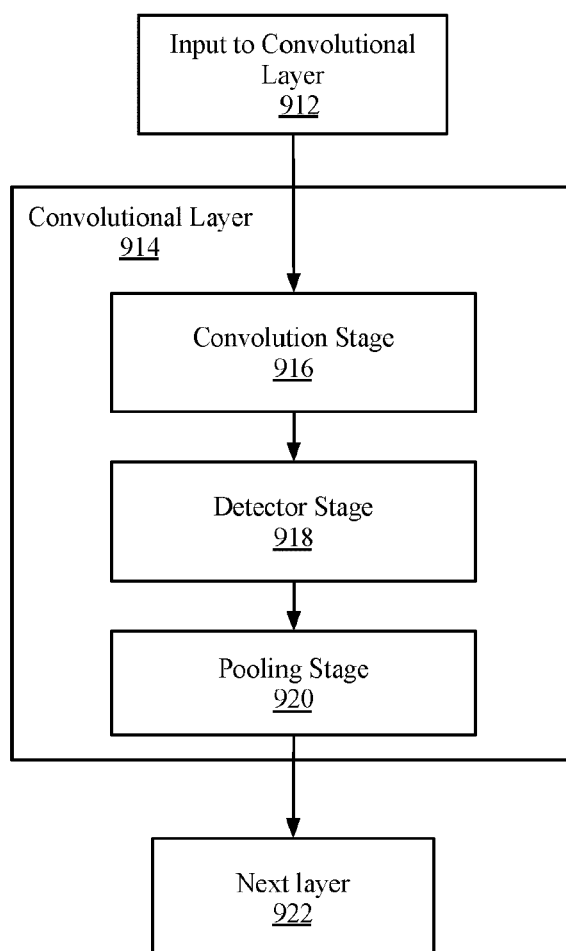 Input to Convolutional
Layer
912
Convolutional Layer
914
Convolution Stage
916
Detector Stage
918
Pooling Stage
920
Next layer
922